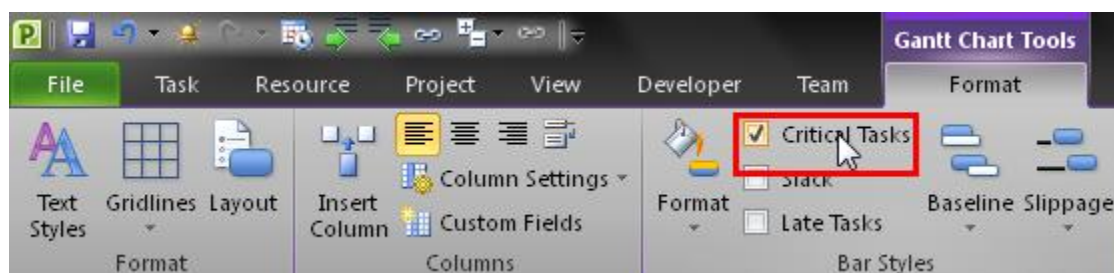 P
Gantt Chart Tools
File Task Resource Project View Developer Team Format
Critical Tasks
Slack
Late Tasks
Column Settings
Custom Fields
Text Styles
Gridlines
Layout
Insert Column
Format
Baseline
Slippage
Format
Columns
Bar Styles